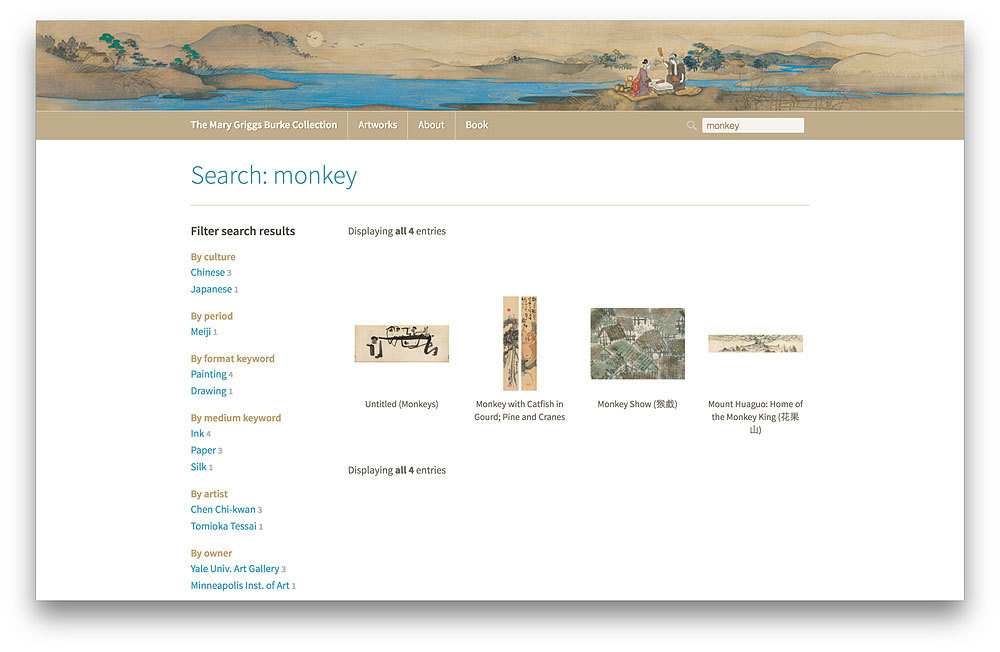 The Mary Griggs Burke Collection
Artworks
About
Book
monkey
Search: monkey
Filter search results
By culture
Chinese 3
Japanese 1
By period
Meiji 1
By format keyword
Painting 4
Drawing 1
By medium keyword
Ink 4
Paper 3
Silk 1
By artist
Chen Chi-kwan 3
Tomioka Tessai 1
By owner
Yale Univ. Art Gallery 3
Minneapolis Inst. of Art 1
Displaying all 4 entries
Untitled (Monkeys)
Monkey with Catfish in
Gourd; Pine and Cranes
Monkey Show (猴戲)
Mount Huaguo: Home of
the Monkey King (花果
山)
Displaying all 4 entries